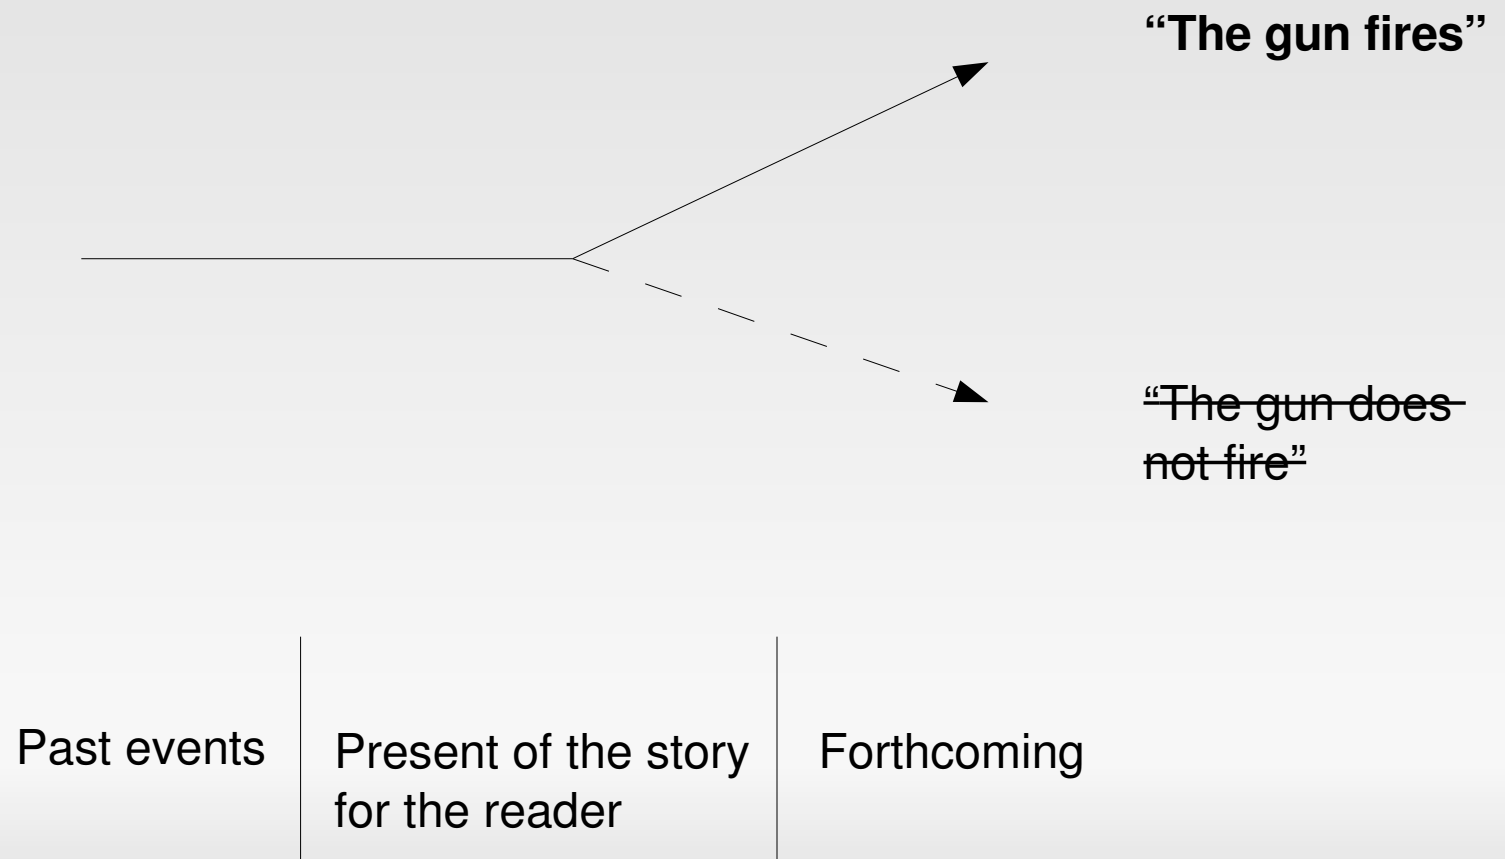 “The gun fires”
“The gun does
not fire”
Past events
Present of the story
for the reader
Forthcoming